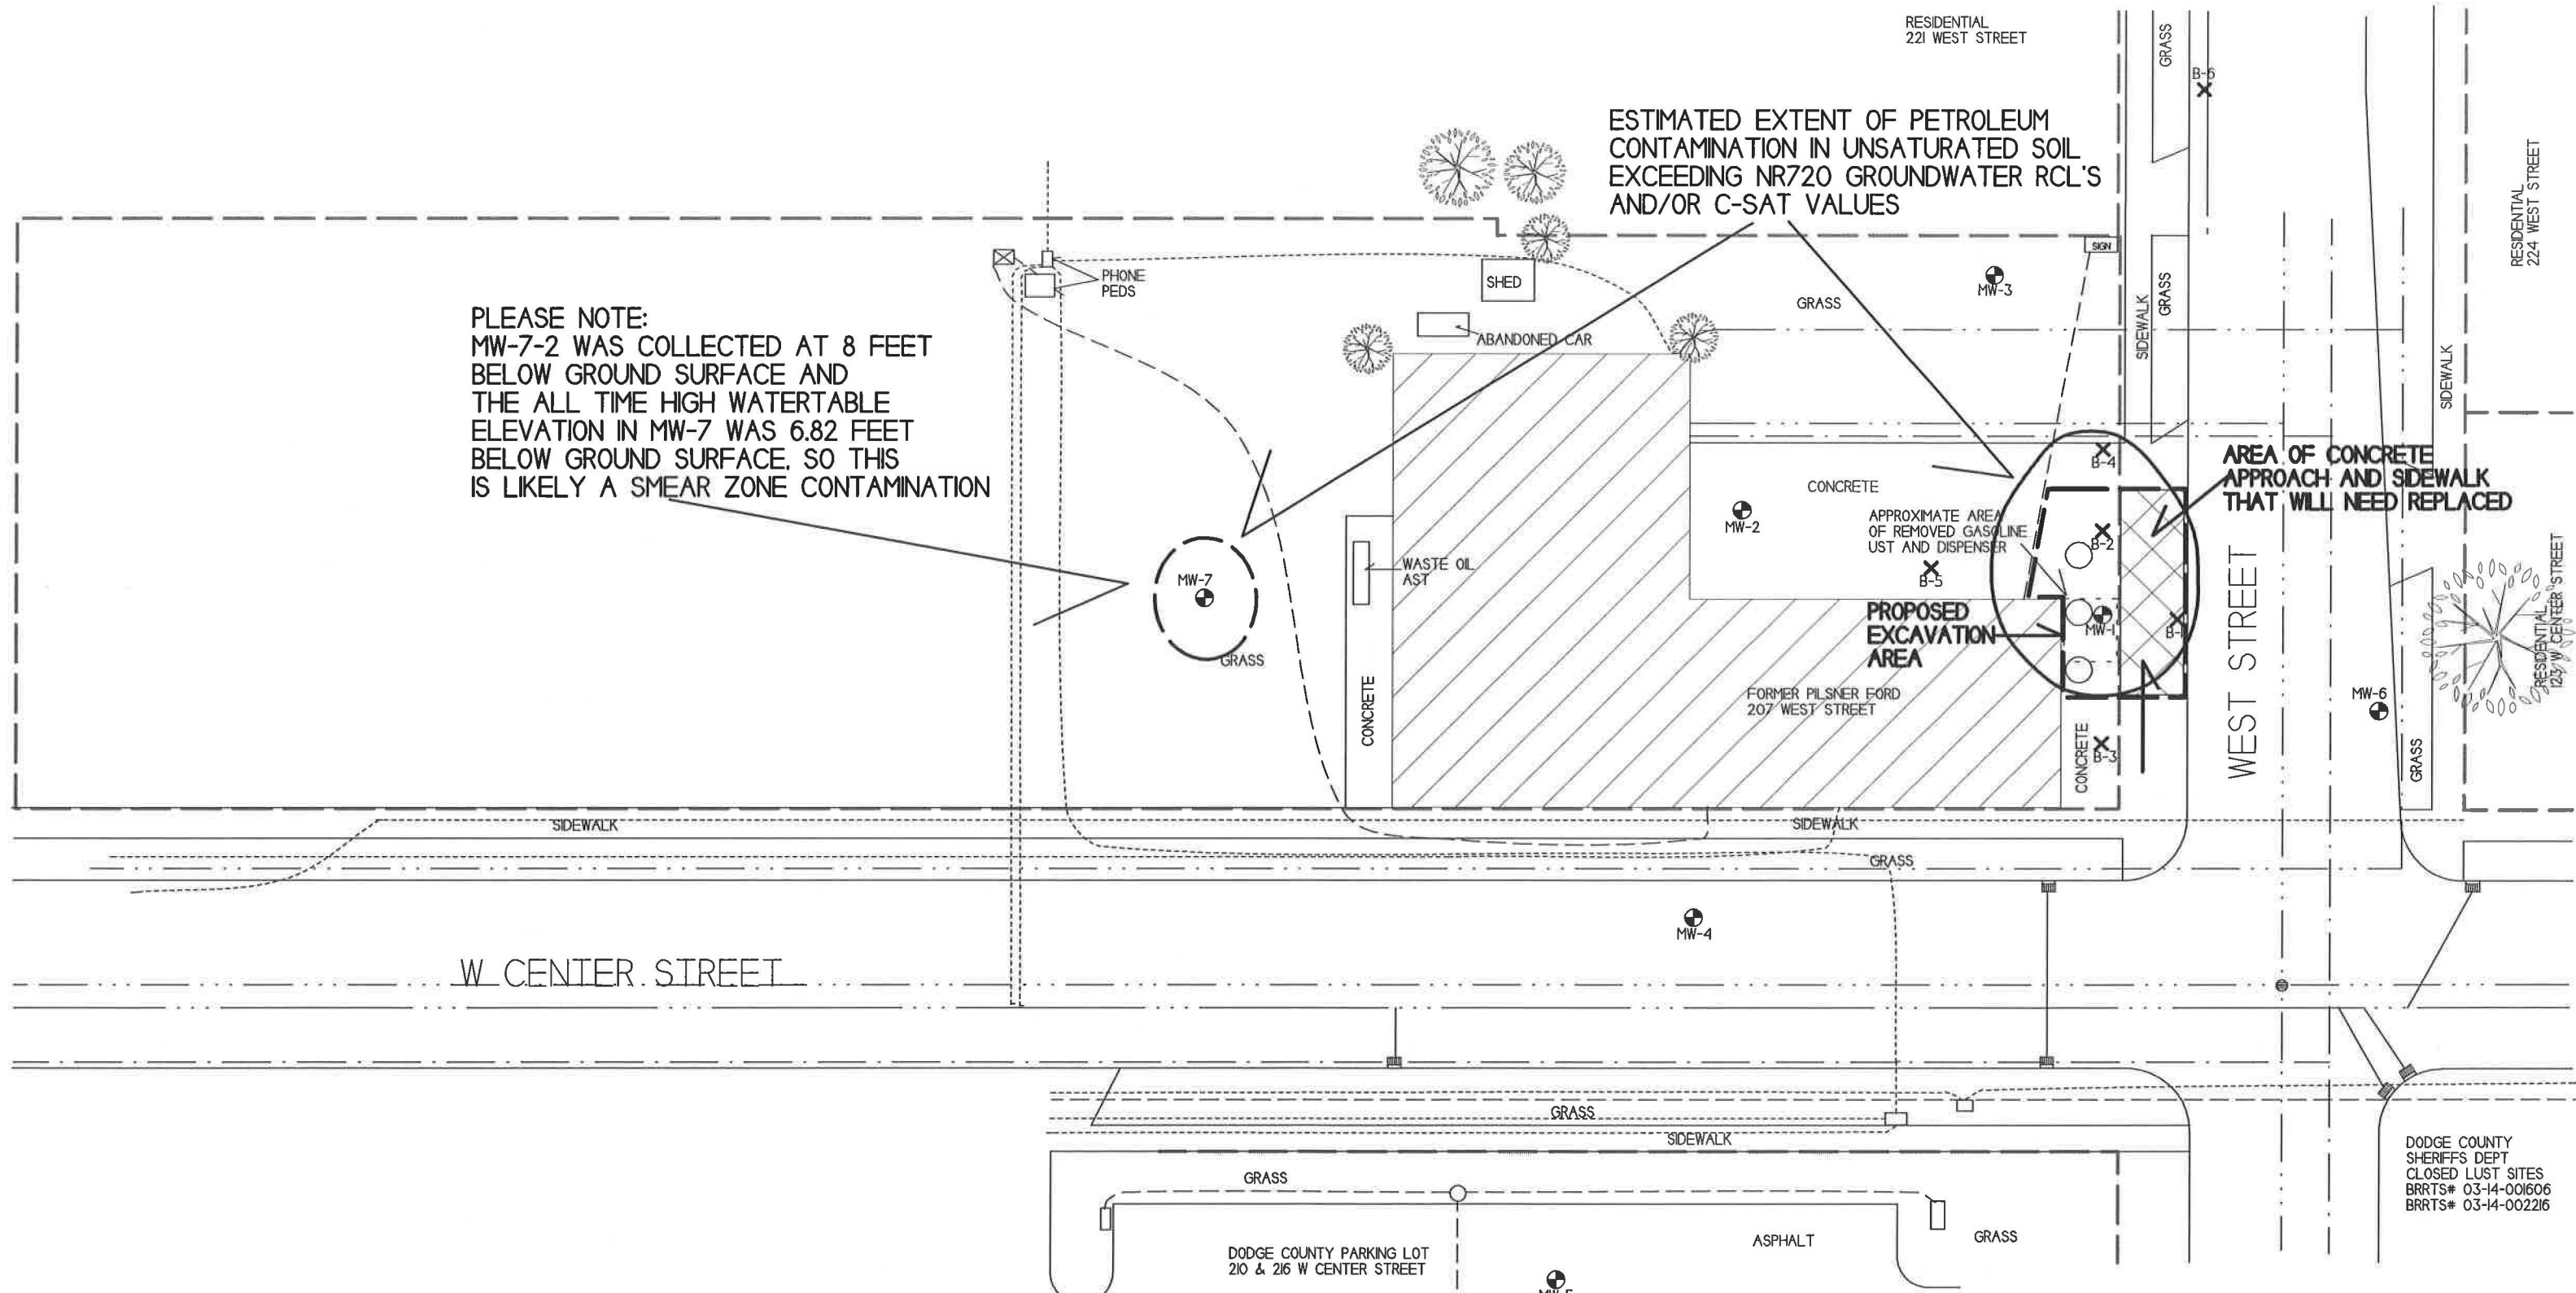 RESIDENTIAL
221 WEST STREET
GRASS
B-6
ESTIMATED EXTENT OF PETROLEUM
CONTAMINATION IN UNSATURATED SOIL
EXCEEDING NR720 GROUNDWATER RCL'S
AND/OR C-SAT VALUES
RESIDENTIAL
224 WEST STREET
SIGN
PHONE
PEDS
SHED
MW-3
GRASS
GRASS
SIDEWALK
SIDEWALK
ABANDONED CAR
PLEASE NOTE:
MW-7-2 WAS COLLECTED AT 8 FEET
BELOW GROUND SURFACE AND
THE ALL TIME HIGH WATERTABLE
ELEVATION IN MW-7 WAS 6.82 FEET
BELOW GROUND SURFACE, SO THIS
IS LIKELY A SMEAR ZONE CONTAMINATION
B-4
AREA OF CONCRETE
APPROACH AND SIDEWALK
THAT WILL NEED REPLACED
CONCRETE
MW-2
APPROXIMATE AREA
OF REMOVED GASOLINE
UST AND DISPENSER
B-2
B-5
WASTE OIL
AST
MW-7
GRASS
PROPOSED
EXCAVATION
AREA
MW-1
B-1
WEST STREET
RESIDENTIAL
123 W CENTER STREET
CONCRETE
FORMER PILSNER FORD
207 WEST STREET
MW-6
CONCRETE
B-3
GRASS
SIDEWALK
SIDEWALK
GRASS
MW-4
W CENTER STREET
GRASS
SIDEWALK
GRASS
DODGE COUNTY
SHERIFFS DEPT
CLOSED LUST SITES
BRRTS# 03-14-001606
BRRTS# 03-14-002216
DODGE COUNTY PARKING LOT
210 & 216 W CENTER STREET
ASPHALT
GRASS
MW-5